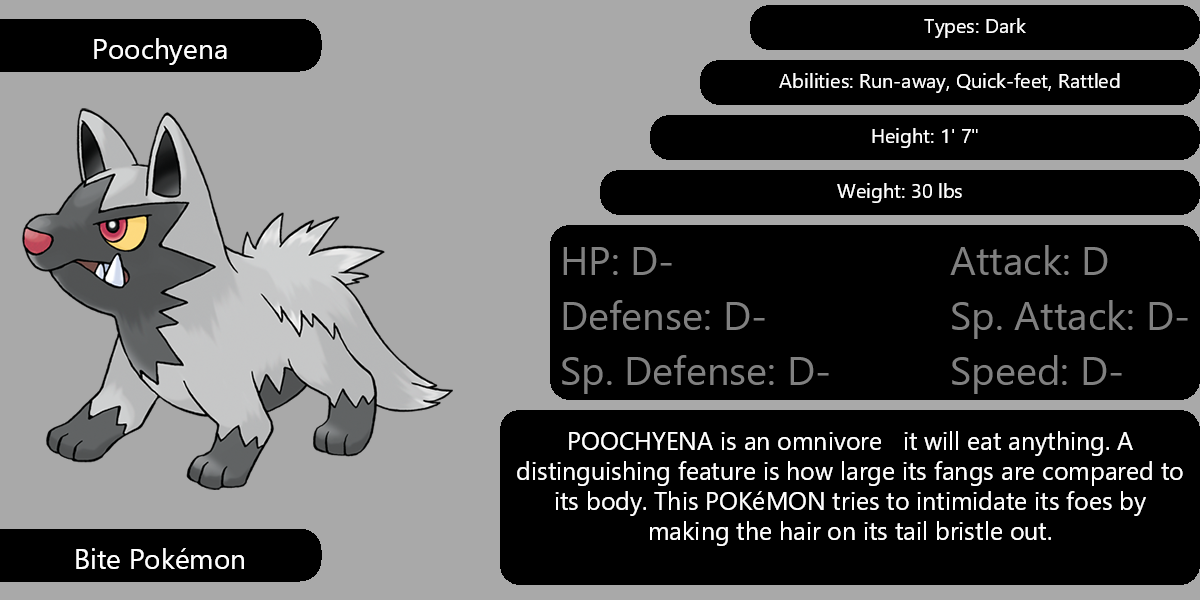 Poochyena
Types: Dark
Abilities: Run-away, Quick-feet, Rattled
Height: 1' 7"
Weight: 30 lbs
HP: D-
Attack: D
Defense: D-
Sp. Attack: D-
Sp. Defense: D-
Speed: D-
POOCHYENA is an omnivore   it will eat anything. A
distinguishing feature is how large its fangs are compared to
its body. This POKéMON tries to intimidate its foes by
making the hair on its tail bristle out.
Bite Pokémon